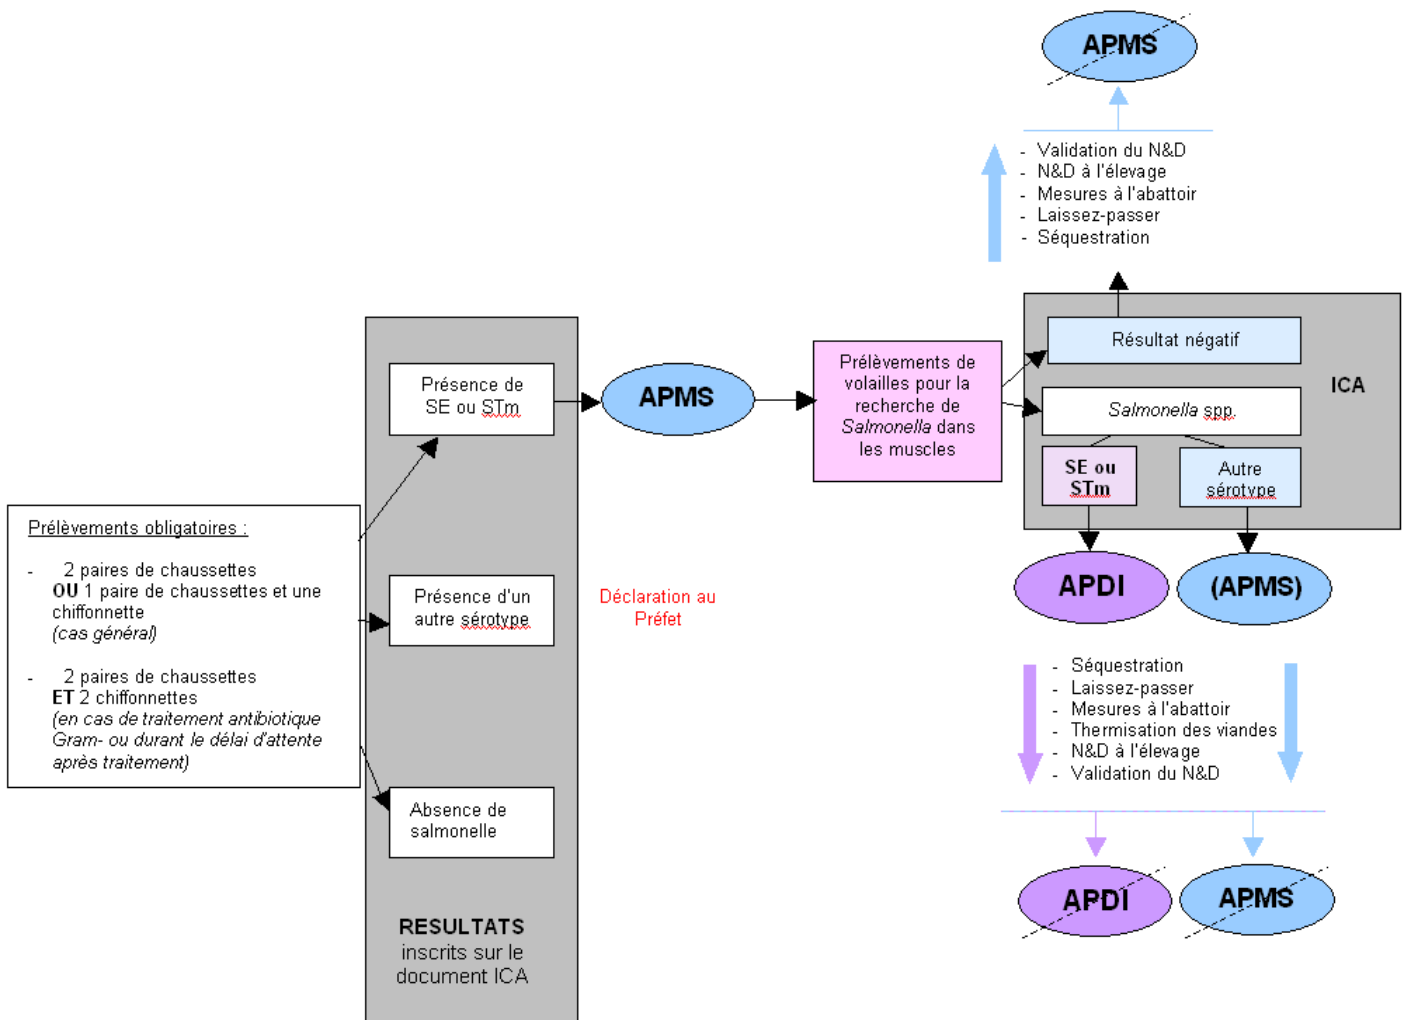 APMS
- Validation du N&D
- N&D à l'élevage
- Mesures à l'abattoir
- Laissez-passer
- Séquestration
Prélèvements obligatoires :
- 2 paires de chaussettes
OU 1 paire de chaussettes et une
chiffonnette
(cas général)
- 2 paires de chaussettes
ET 2 chiffonnettes
(en cas de traitement antibiotique
Gram- ou durant le délai d'attente
après traitement)
Présence de
SE ou STm
Présence d'un
autre sérotype
Absence de
salmonelle
RESULTATS
inscrits sur le
document ICA
Déclaration au
Préfet
APMS
Prélèvements de
volailles pour la
recherche de
Salmonella dans
les muscles
ICA
Résultat négatif
Salmonella spp.
SE ou
STm
Autre
sérotype
APDI
(APMS)
- Séquestration
- Laissez-passer
- Mesures à l'abattoir
- Thermisation des viandes
- N&D à l'élevage
- Validation du N&D
APDI
APMS